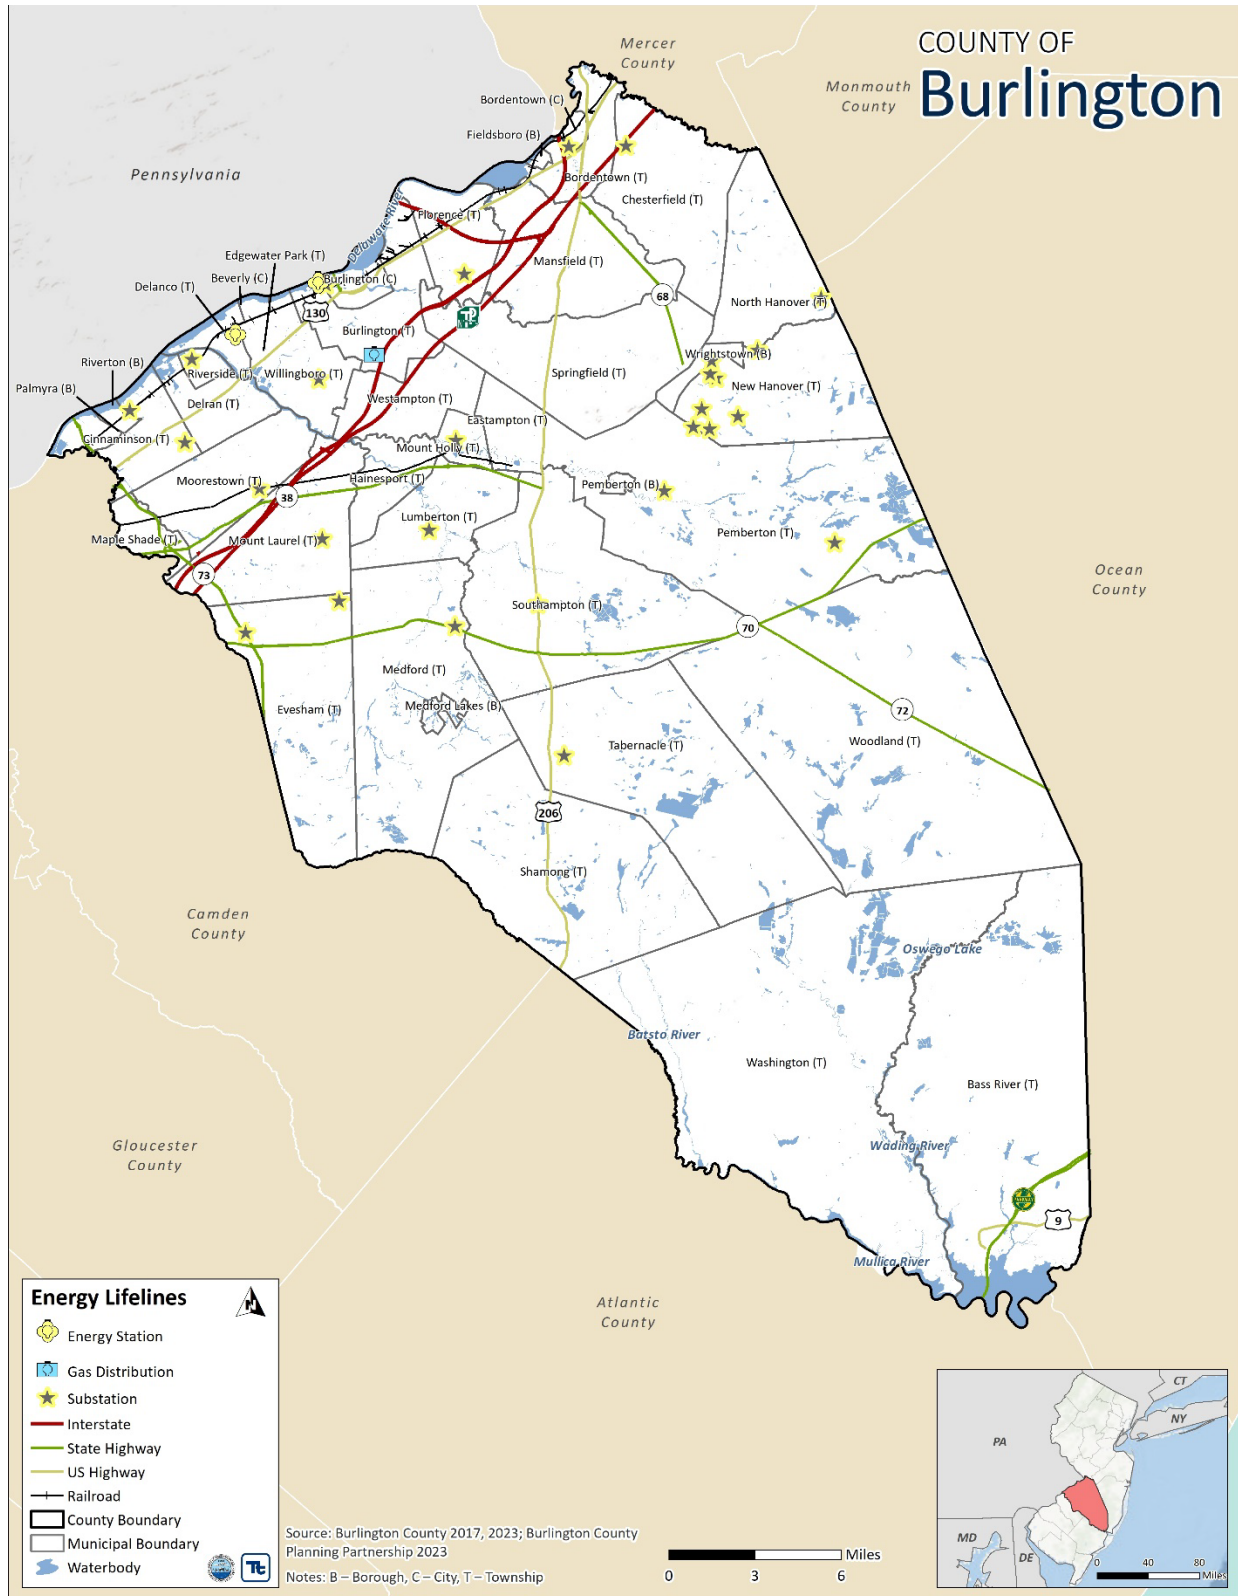 COUNTY OF
Burlington
Mercer
County
Monmouth
County
Bordentown (C)
Fieldsboro (B)
Pennsylvania
Bordentown (T)
Chesterfield (T)
Delaware River
Florence (T)
Edgewater Park (T)
Mansfield (T)
Beverly (C)
Burlington (C)
Delanco (T)
68
North Hanover (T)
130
Burlington (T)
TP
Wrightstown (B)
Riverton (B)
Riverside (T)
Willingboro (T)
Springfield (T)
New Hanover (T)
Palmyra (B)
Delran (T)
Westampton (T)
Eastampton (T)
Cinnaminson (T)
Mount Holly (T)
Moorestown (T)
Hainesport (T)
Pemberton (B)
38
Lumberton (T)
Maple Shade (T)
Mount Laurel (T)
Pemberton (T)
73
Ocean
County
Southampton (T)
70
Medford (T)
Evesham (T)
Medford Lakes (B)
72
Tabernacle (T)
Woodland (T)
206
Shamong (T)
Camden
County
Oswego Lake
Batsto River
Washington (T)
Bass River (T)
Gloucester
County
Wading River
9
Mullica River
Atlantic
County
Energy Lifelines
N
Energy Station
Gas Distribution
Substation
Interstate
State Highway
US Highway
Railroad
County Boundary
Municipal Boundary
Waterbody
Tt
Source: Burlington County 2017, 2023; Burlington County
Planning Partnership 2023
Notes: B – Borough, C – City, T – Township
Miles
0 3 6
CT
NY
PA
MD
DE
0 40 80
Miles